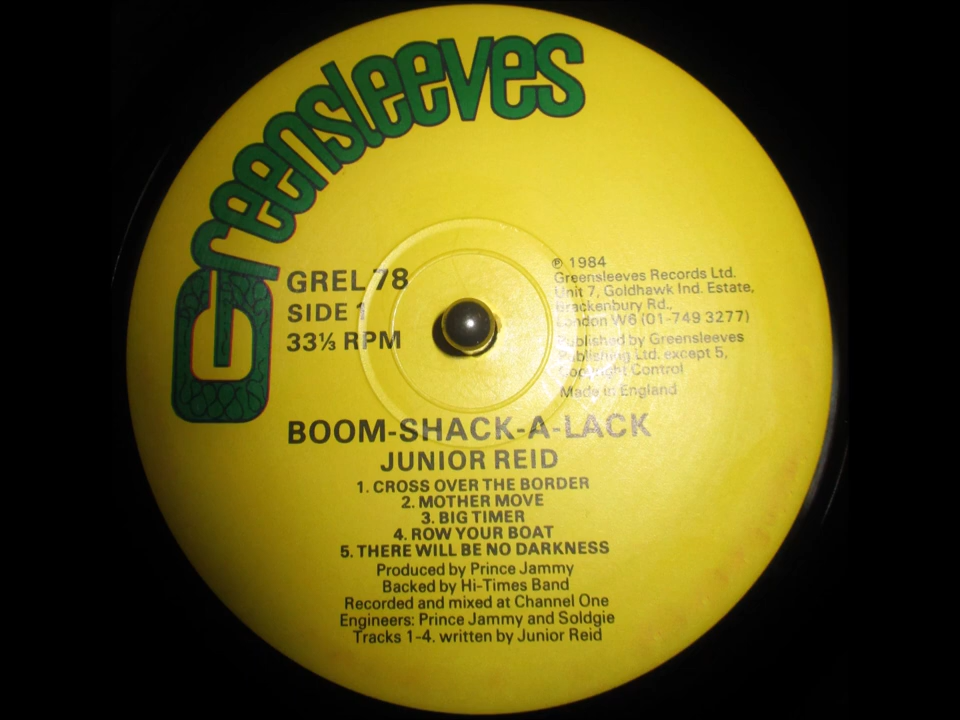 Greensleeves
GREL 78
SIDE 1
33⅓ RPM
℗ 1984
Greensleeves Records Ltd.
Unit 7, Goldhawk Ind. Estate,
Brackenbury Rd.,
London W6 (01-749 3277)
Published by Greensleeves
Publishing Ltd. except 5,
Copyright Control
Made in England
BOOM-SHACK-A-LACK
JUNIOR REID
1. CROSS OVER THE BORDER
2. MOTHER MOVE
3. BIG TIMER
4. ROW YOUR BOAT
5. THERE WILL BE NO DARKNESS
Produced by Prince Jammy
Backed by Hi-Times Band
Recorded and mixed at Channel One
Engineers: Prince Jammy and Soldgie
Tracks 1-4. written by Junior Reid